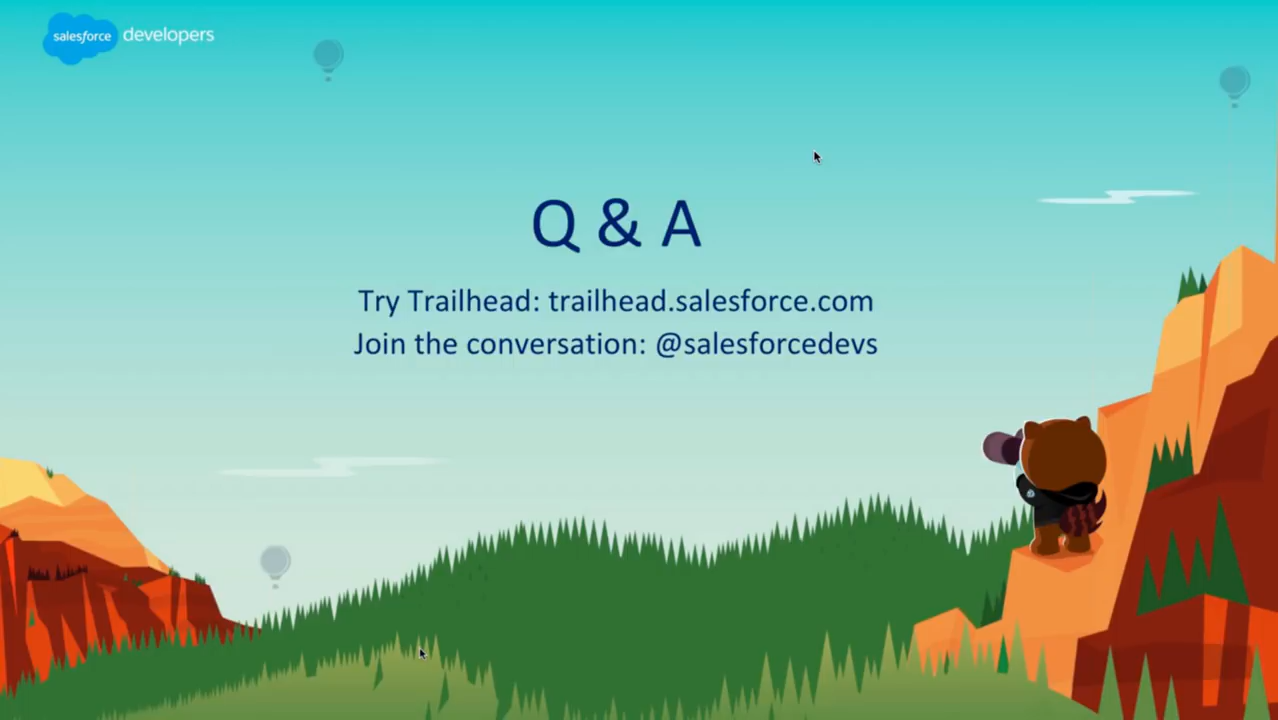 salesforce developers
Q & A
Try Trailhead: trailhead.salesforce.com
Join the conversation: @salesforcedevs